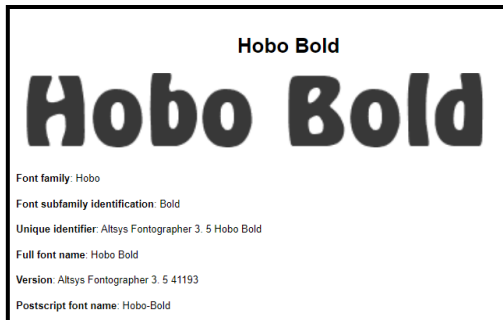 Hobo Bold
Hobo Bold
Font family: Hobo
Font subfamily identification: Bold
Unique identifier: Altsys Fontographer 3. 5 Hobo Bold
Full font name: Hobo Bold
Version: Altsys Fontographer 3. 5 41193
Postscript font name: Hobo-Bold